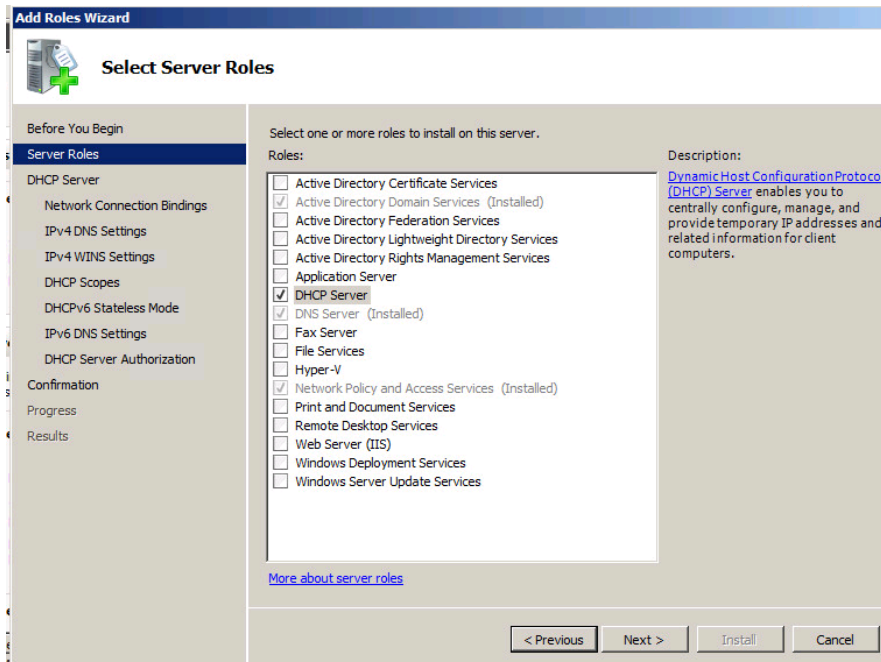 Add Roles Wizard
Select Server Roles
Before You Begin
Server Roles
DHCP Server
Network Connection Bindings
IPv4 DNS Settings
IPv4 WINS Settings
DHCP Scopes
DHCPv6 Stateless Mode
IPv6 DNS Settings
DHCP Server Authorization
Confirmation
Progress
Results
Select one or more roles to install on this server.
Roles:
Active Directory Certificate Services
Active Directory Domain Services (Installed)
Active Directory Federation Services
Active Directory Lightweight Directory Services
Active Directory Rights Management Services
Application Server
DHCP Server
DNS Server (Installed)
Fax Server
File Services
Hyper-V
Network Policy and Access Services (Installed)
Print and Document Services
Remote Desktop Services
Web Server (IIS)
Windows Deployment Services
Windows Server Update Services
More about server roles
Description:
Dynamic Host Configuration Protoco
(DHCP) Server enables you to
centrally configure, manage, and
provide temporary IP addresses and
related information for client
computers.
< Previous
Next >
Install
Cancel